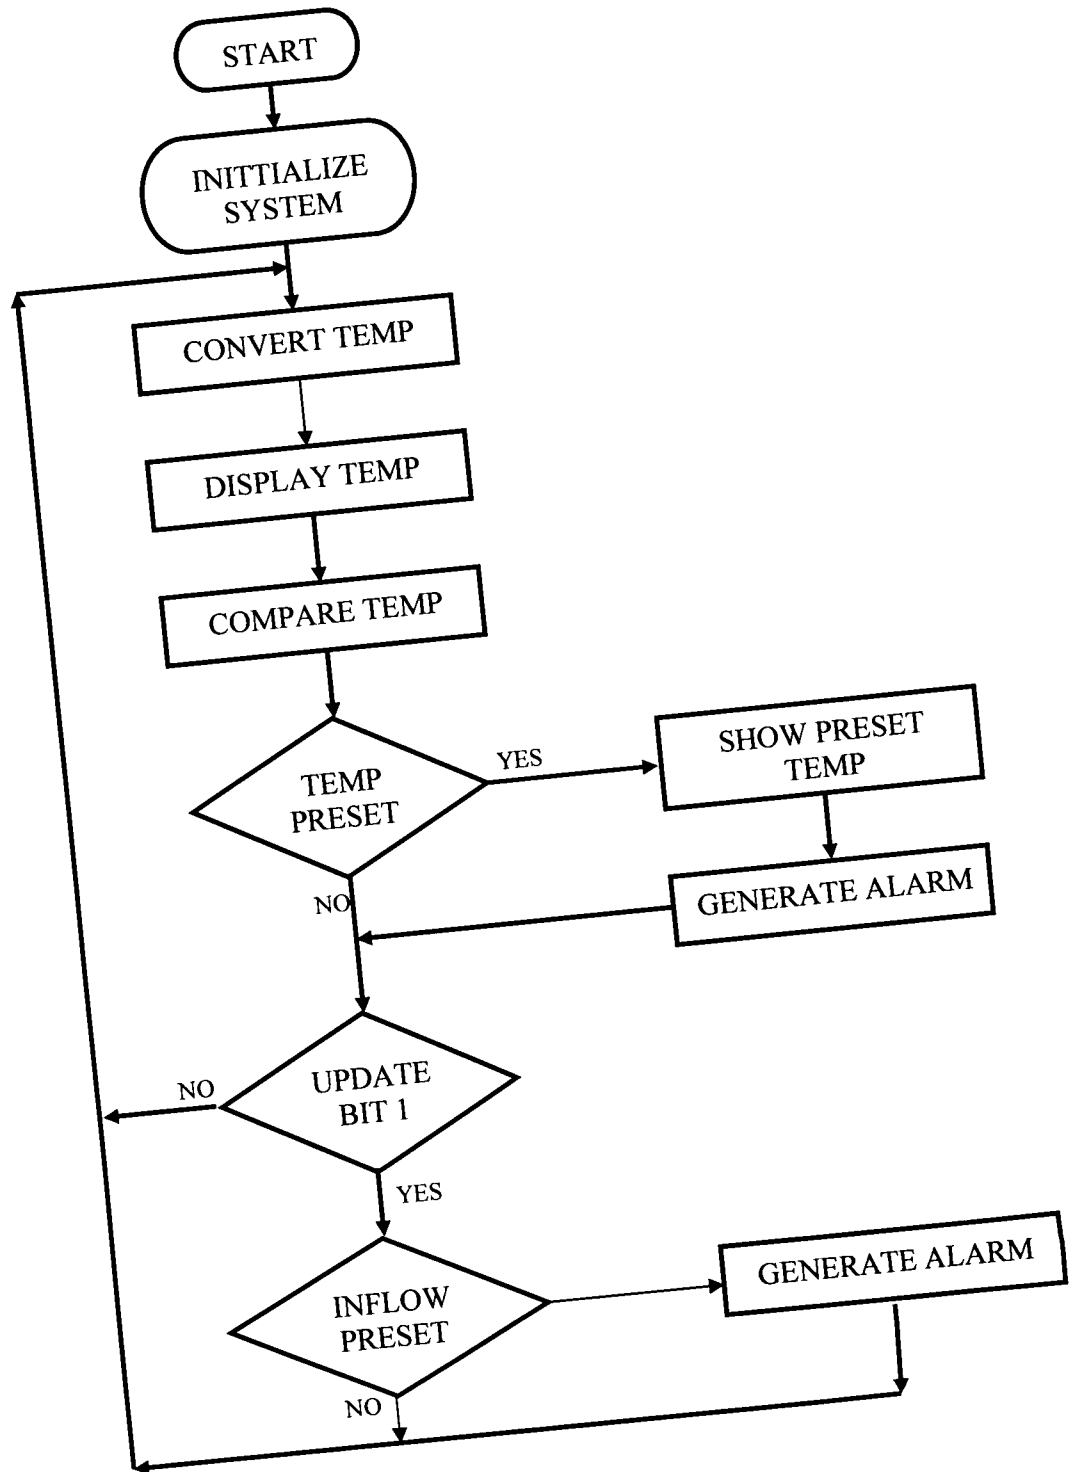 START
INITTIALIZE
SYSTEM
CONVERT TEMP
DISPLAY TEMP
COMPARE TEMP
TEMP
PRESET
YES
SHOW PRESET
TEMP
NO
GENERATE ALARM
UPDATE
BIT 1
NO
YES
INFLOW
PRESET
GENERATE ALARM
NO